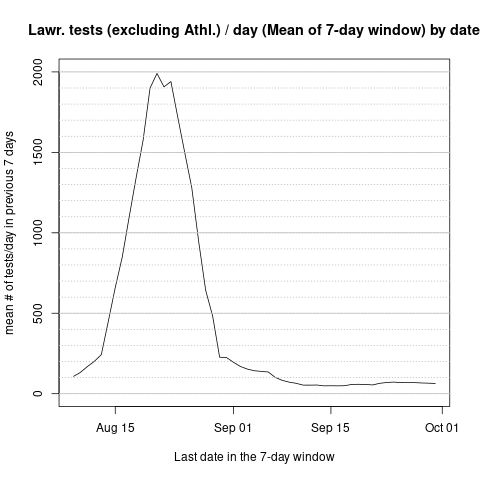 Lawr. tests (excluding Athl.) / day (Mean of 7-day window) by date
2000
1500
1000
500
0
mean # of tests/day in previous 7 days
Aug 15
Sep 01
Sep 15
Oct 01
Last date in the 7-day window